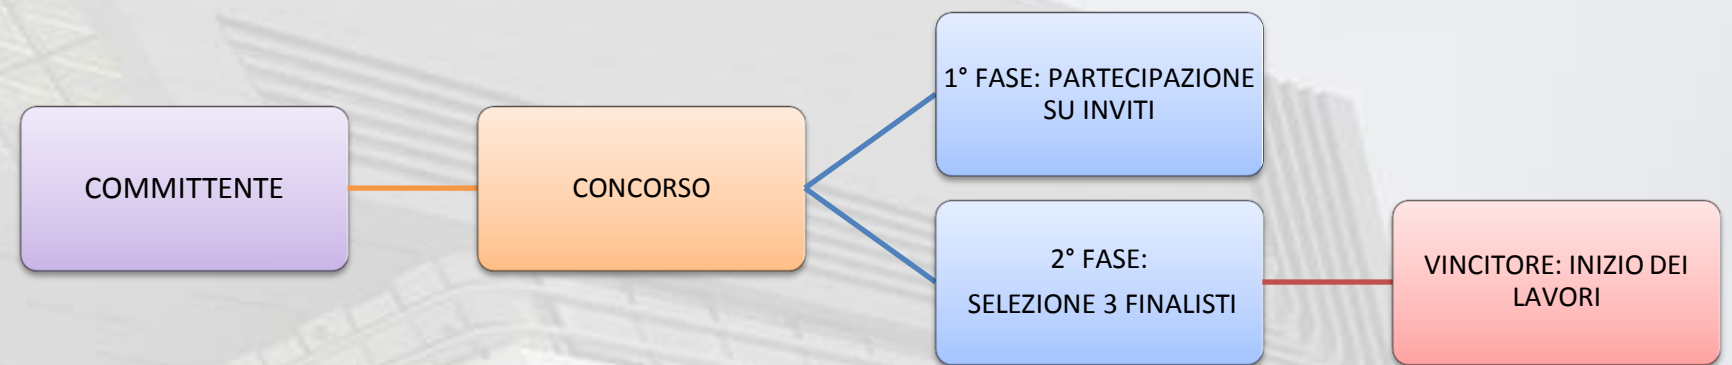 COMMITTENTE
CONCORSO
1° FASE: PARTECIPAZIONE
SU INVITI
2° FASE:
SELEZIONE 3 FINALISTI
VINCITORE: INIZIO DEI
LAVORI